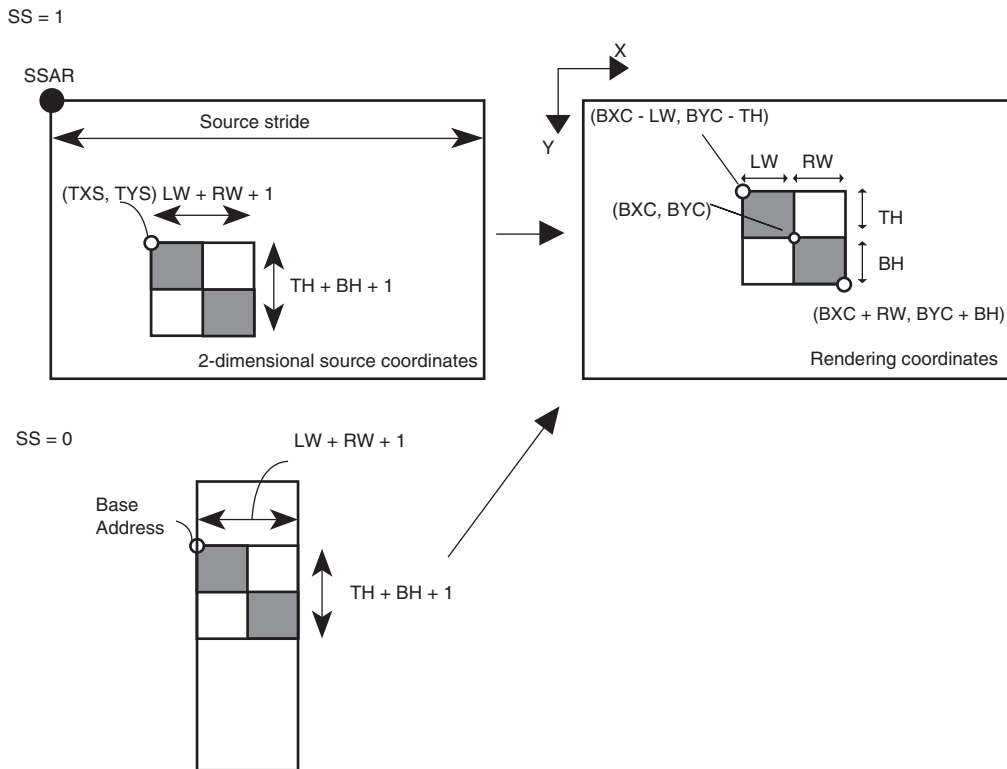 SS = 1
SSAR
Source stride
(TXS, TYS) LW + RW + 1
TH + BH + 1
2-dimensional source coordinates
X
Y
(BXC - LW, BYC - TH)
LW RW
(BXC, BYC)
TH
BH
(BXC + RW, BYC + BH)
Rendering coordinates
SS = 0
LW + RW + 1
Base
Address
TH + BH + 1